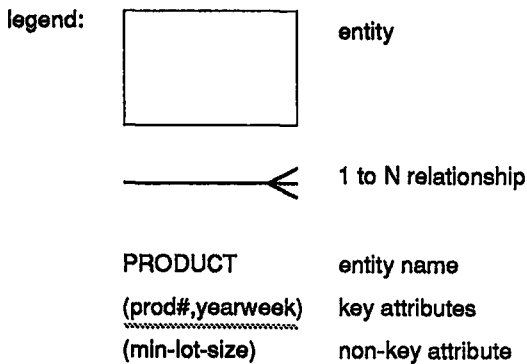 legend:
entity
1 to N relationship
PRODUCT entity name
(prod#,yearweek) key attributes
(min-lot-size) non-key attribute